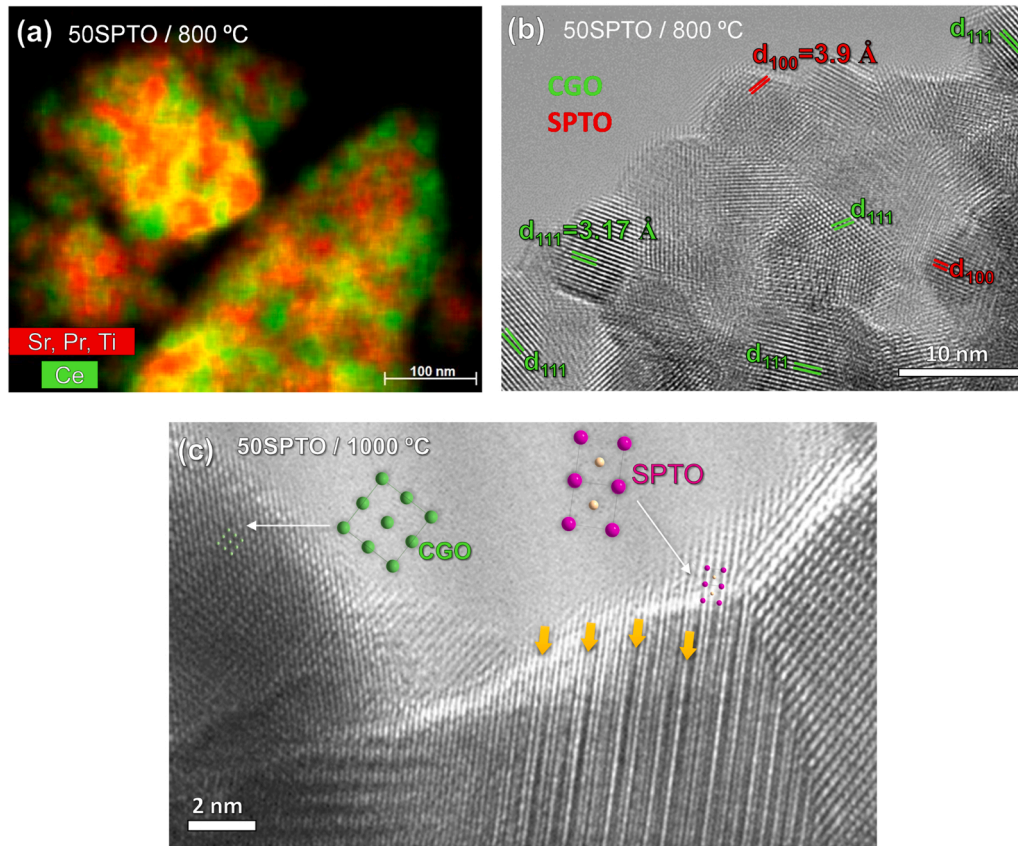 (a) 50SPTO / 800 ºC
Sr, Pr, Ti
Ce
100 nm
(b) 50SPTO / 800 ºC
d111
d100=3.9 Å
CGO
SPTO
d111
d111=3.17 Å
d100
d111
d111
10 nm
(c) 50SPTO / 1000 ºC
SPTO
CGO
2 nm